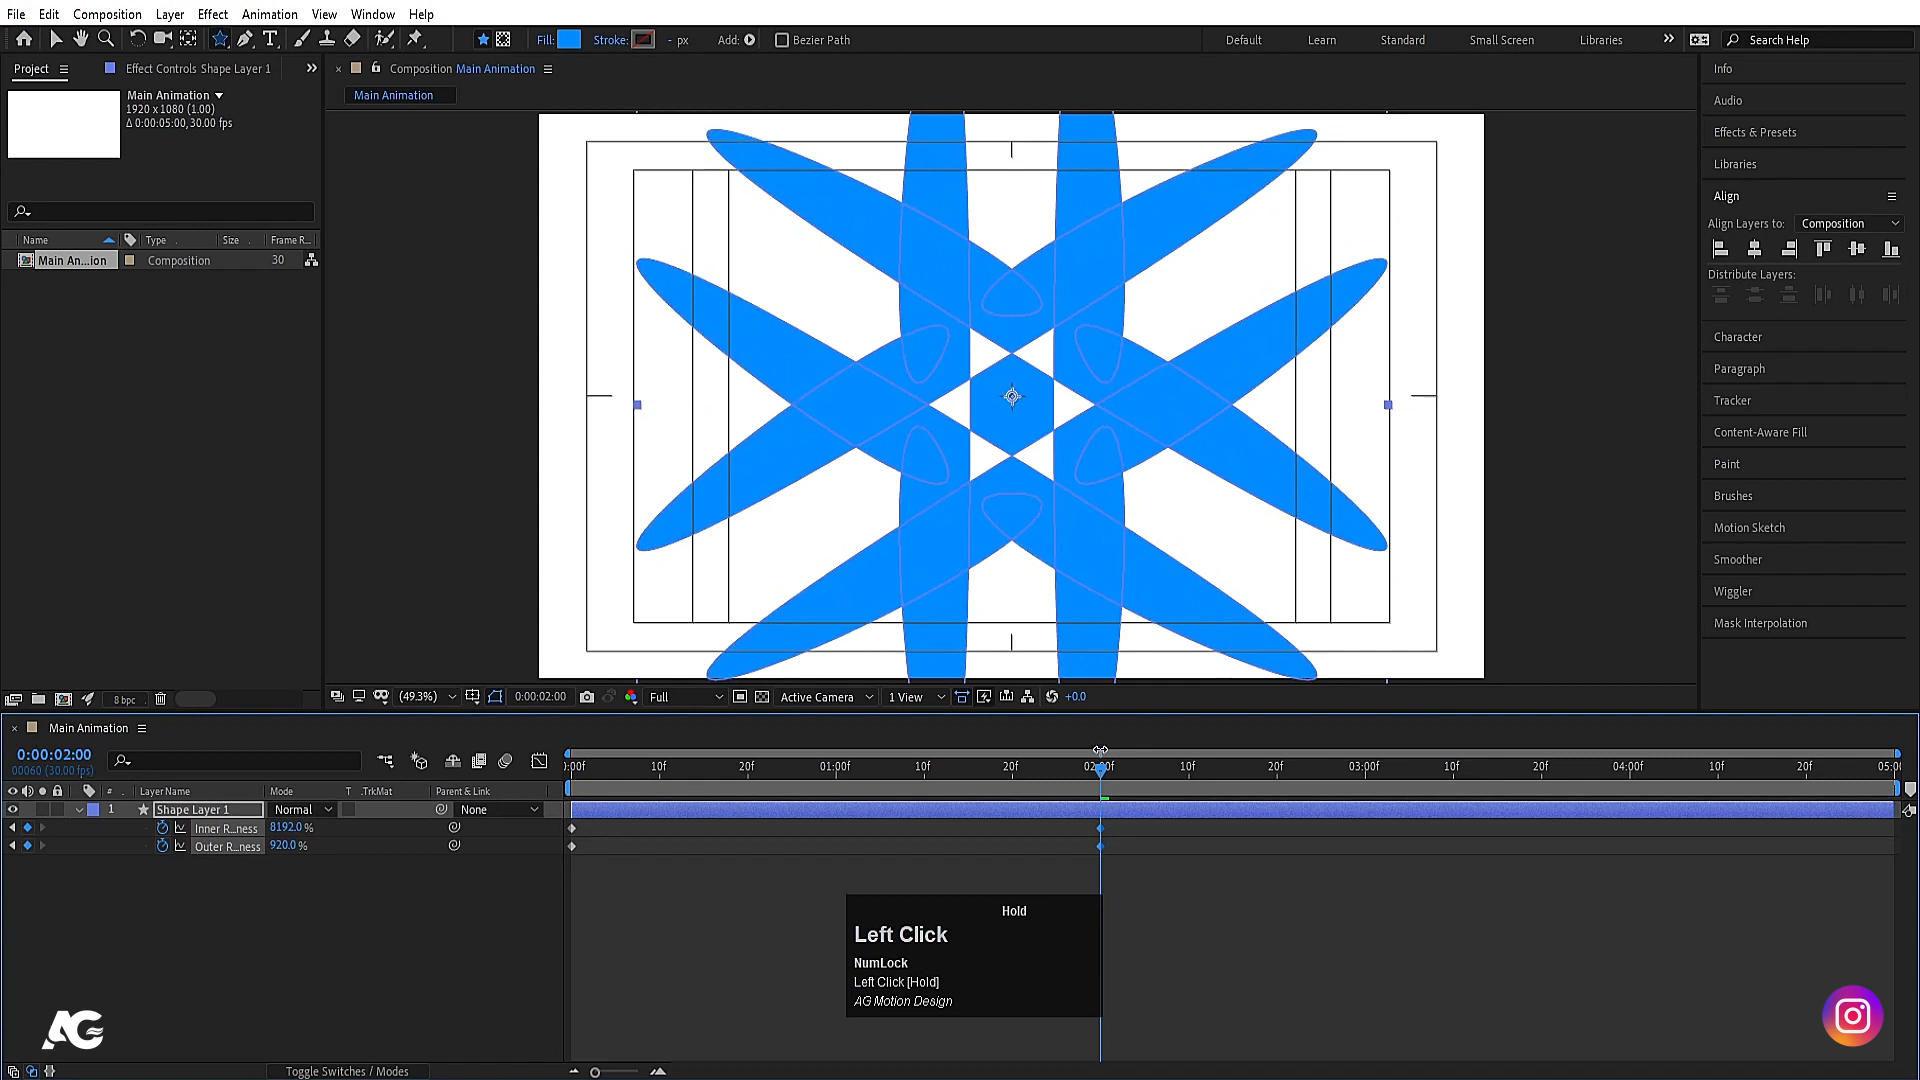 File Edit Composition Layer Effect Animation View Window Help
Fill: Stroke: - px Add: Bezier Path Default Learn Standard Small Screen Libraries Search Help
Project Effect Controls Shape Layer 1
Composition Main Animation
Main Animation
Main Animation
1920 x 1080 (1.00)
Δ 0:00:05:00, 30.00 fps
Name Type Size Frame R...
Main An...ion Composition 30
Info
Audio
Effects & Presets
Libraries
Align
Align Layers to: Composition
Distribute Layers:
Character
Paragraph
Tracker
Content-Aware Fill
Paint
Brushes
Motion Sketch
Smoother
Wiggler
Mask Interpolation
8 bpc
(49.3%) 0:00:02:00 Full Active Camera 1 View +0.0
Main Animation
0:00:02:00
00060 (30.00 fps)
):00f 10f 20f 01:00f 10f 20f 02:00f 10f 20f 03:00f 10f 20f 04:00f 10f 20f 05:00
# Layer Name Mode T .TrkMat Parent & Link
1 Shape Layer 1 Normal None
Inner R...ness 8192.0 %
Outer R...ness 920.0 %
Hold
Left Click
NumLock
Left Click [Hold]
AG Motion Design
AG
Toggle Switches / Modes